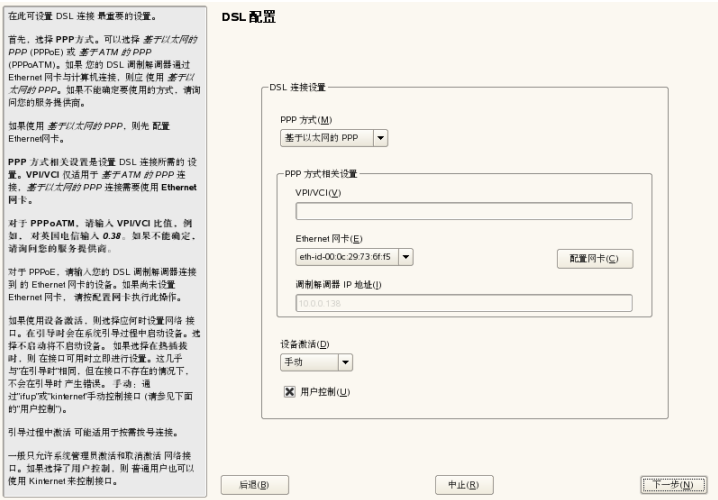 在此可设置 DSL 连接 最重要的设置。
首先，选择 PPP方式。可以选择 基于以太网的
PPP (PPPoE) 或 基于 ATM 的 PPP
(PPPoATM)。如果 您的 DSL 调制解调器通过
Ethernet 网卡与计算机连接，则应 使用 基于以
太网的 PPP。如果不能确定要使用的方式，请询
问您的服务提供商。
如果使用 基于以太网的 PPP，则先 配置
Ethernet网卡。
PPP 方式相关设置是设置 DSL 连接所需的 设
置。VPI/VCI 仅适用于 基于 ATM 的 PPP 连
接，基于以太网的 PPP 连接需要使用 Ethernet
网卡。
对于 PPPoATM，请输入 VPI/VCI 比值，例
如， 对英国电信输入 0.38。如果不能确定，
请询问您的服务提供商。
对于 PPPoE，请输入您的 DSL 调制解调器连接
到 的 Ethernet 网卡的设备。如果尚未设置
Ethernet 网卡， 请按配置网卡执行此操作。
如果使用设备激活，则选择应何时设置网络 接
口。在引导时会在系统引导过程中启动设备。选
择不启动将不启动设备。 如果选择在热插拔
时，则 在接口可用时立即进行设置。这几乎
与"在引导时"相同，但在接口不存在的情况下，
不会在引导时 产生错误。 手动：通
过"ifup"或"kinternet"手动控制接口 (请参见下面
的"用户控制")。
引导过程中激活 可能适用于按需拨号连接。
一般只允许系统管理员激活和取消激活 网络接
口。如果选择了用户控制，则 普通用户也可以
使用 Kinternet 来控制接口。
DSL 配置
DSL 连接设置
PPP 方式(M)
基于以太网的 PPP
PPP 方式相关设置
VPI/VCI(V)
Ethernet 网卡(E)
eth-id-00:0c:29:73:6f:f5
配置网卡(C)
调制解调器 IP 地址(I)
10.0.0.138
设备激活(D)
手动
用户控制(U)
后退(B)
中止(R)
下一步(N)